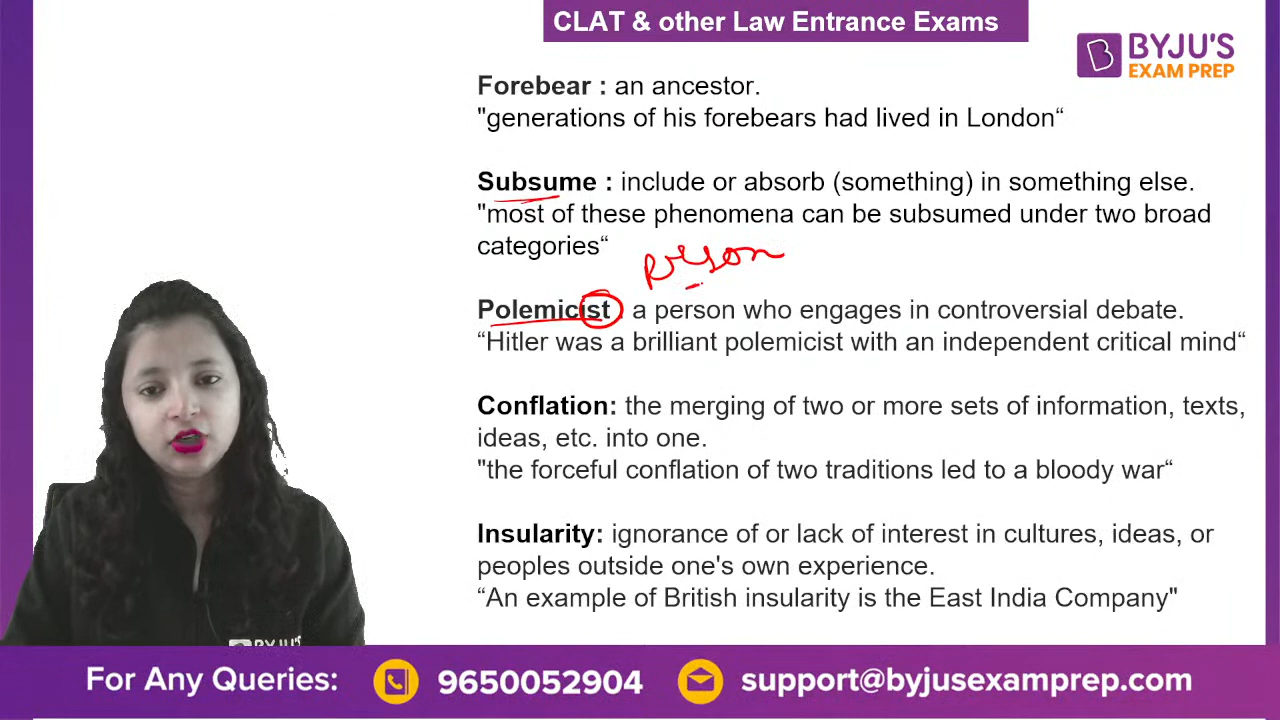 CLAT & other Law Entrance Exams
BYJU'S
EXAM PREP
Forebear : an ancestor.
"generations of his forebears had lived in London“
Subsume : include or absorb (something) in something else.
"most of these phenomena can be subsumed under two broad
categories“
Person
Polemicist : a person who engages in controversial debate.
“Hitler was a brilliant polemicist with an independent critical mind“
Conflation: the merging of two or more sets of information, texts,
ideas, etc. into one.
"the forceful conflation of two traditions led to a bloody war“
Insularity: ignorance of or lack of interest in cultures, ideas, or
peoples outside one's own experience.
“An example of British insularity is the East India Company"
BYJU'S
For Any Queries: 9650052904 support@byjusexamprep.com